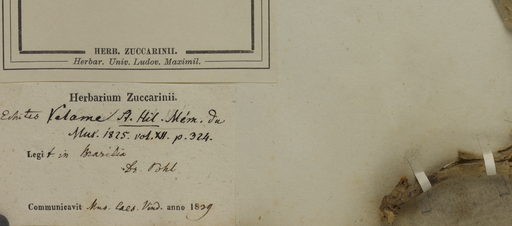 HERB. ZUCCARINII.
Herbar. Univ. Ludov. Maximil.
Herbarium Zuccarinii.
Echites Velame A. Hil. Mém. du
Mus. 1825. vol. XII. p. 324.
Legit in Brasilia
Dr. Pohl
Communicavit Mus. Caes. Vind. anno 1839